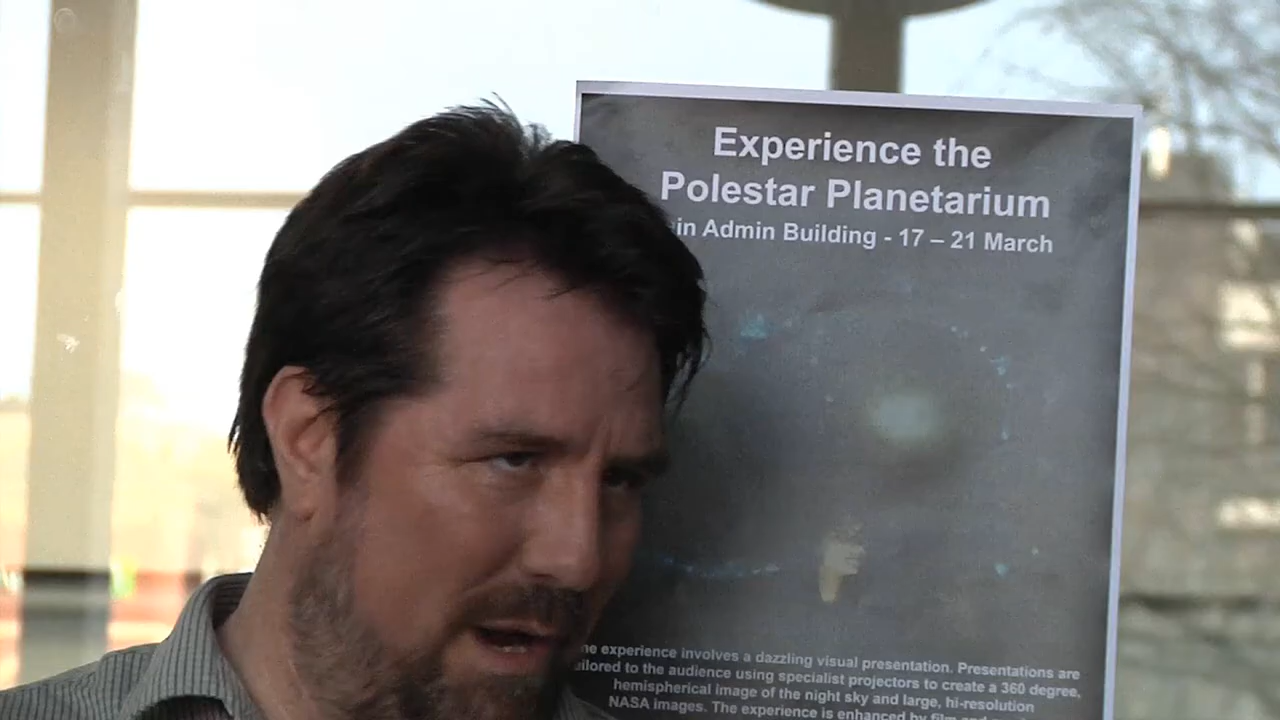 Experience the
Polestar Planetarium
in Admin Building - 17 – 21 March
experience involves a dazzling visual presentation. Presentations are
to the audience using specialist projectors to create a 360 degree,
hemispherical image of the night sky and large, hi-resolution
NASA images. The experience is enhanced by film and